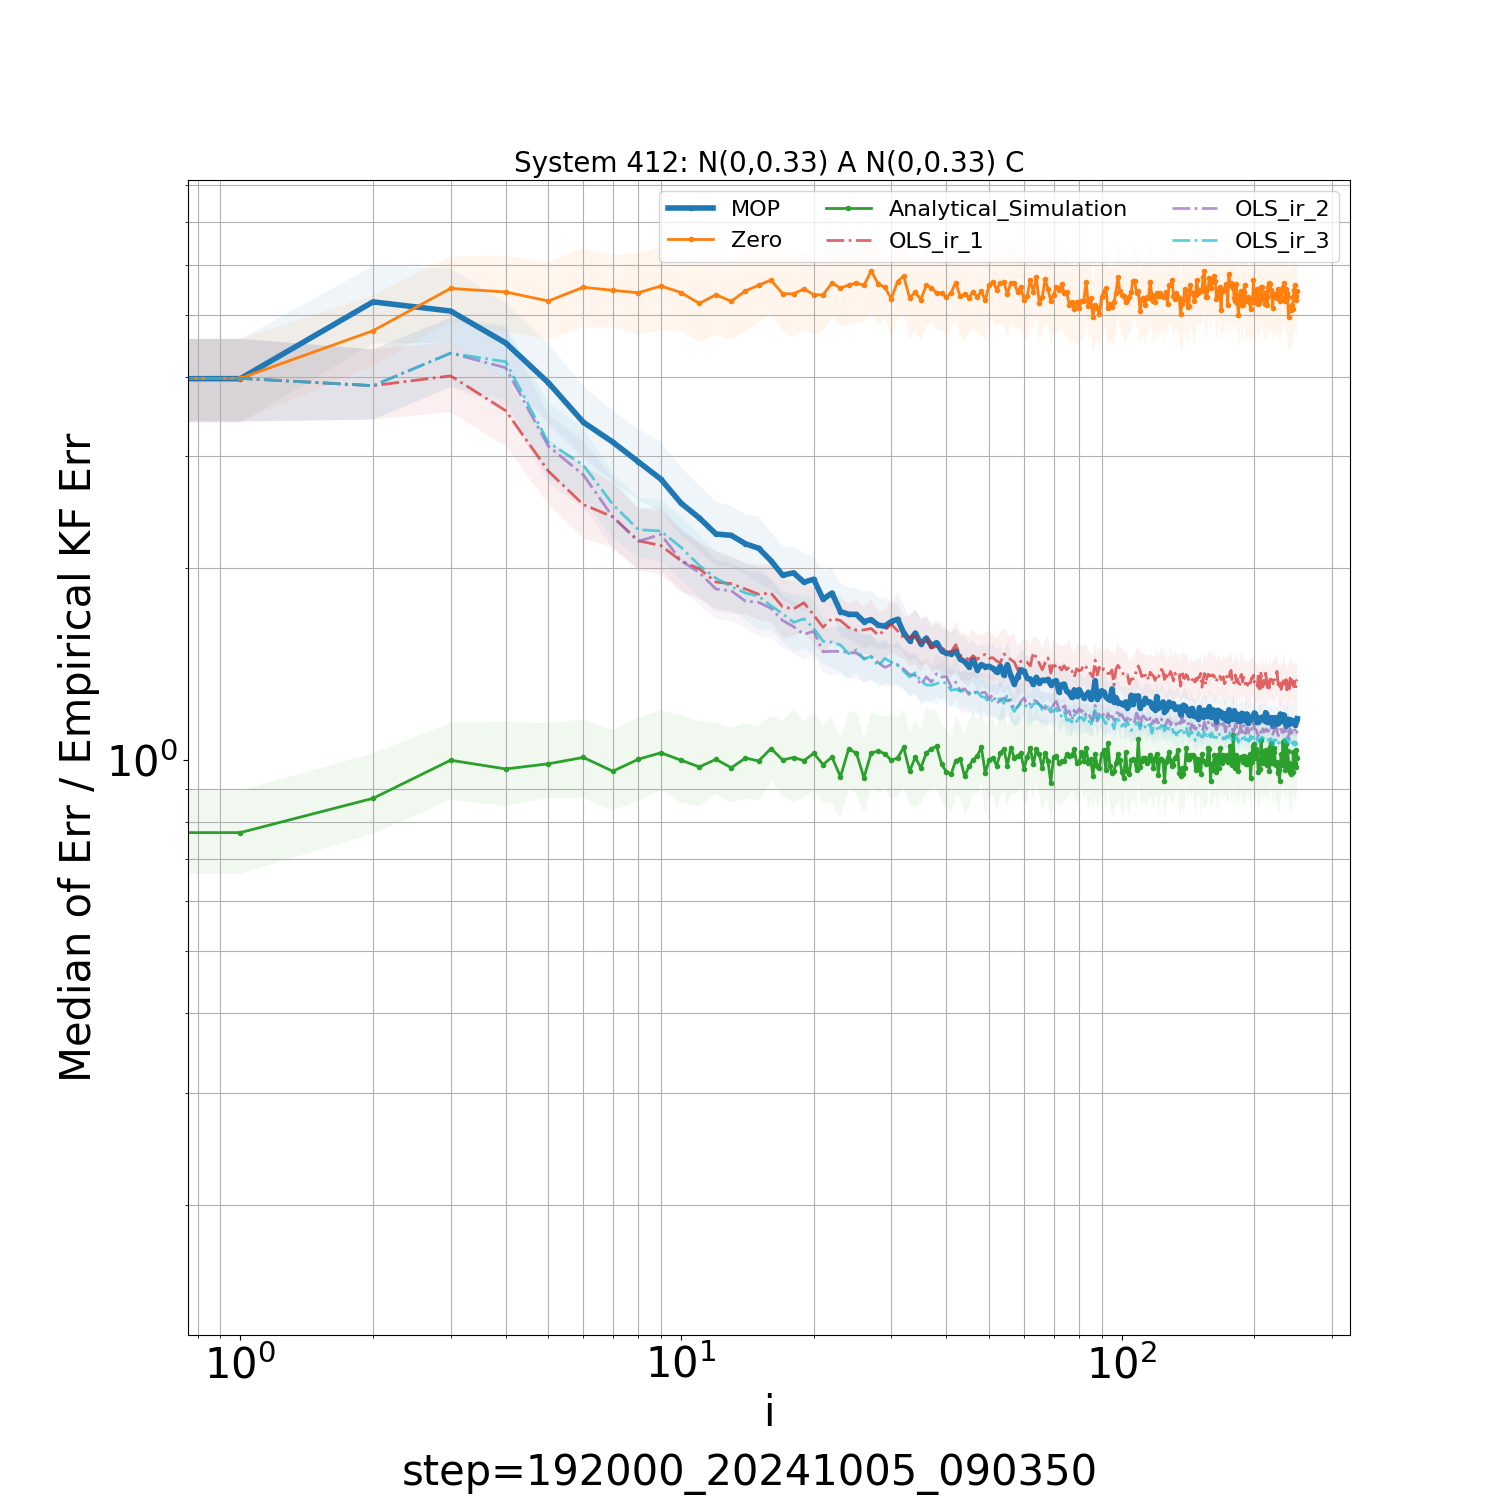 System 412: N(0,0.33) A N(0,0.33) C
MOP
Zero
Analytical_Simulation
OLS_ir_1
OLS_ir_2
OLS_ir_3
Median of Err / Empirical KF Err
10⁰
10⁰
10¹
10²
i
step=192000_20241005_090350